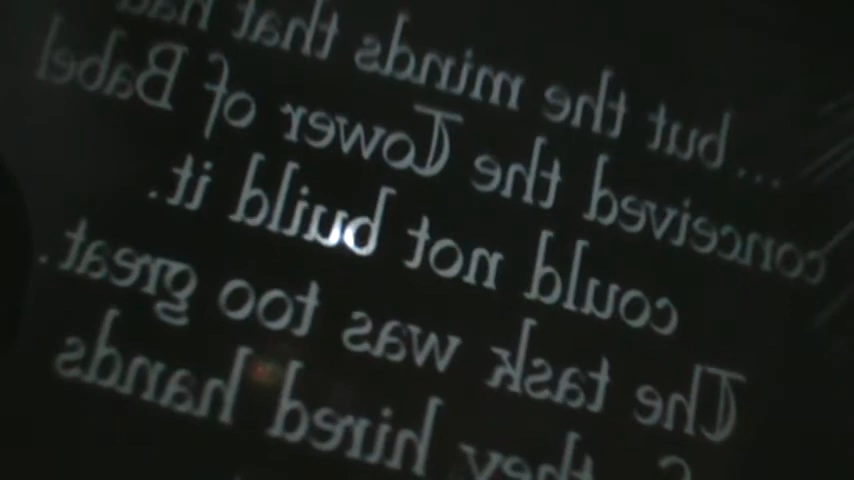 ...but the minds that had
conceived the Tower of Babel
could not build it.
The task was too great.
they hired hands